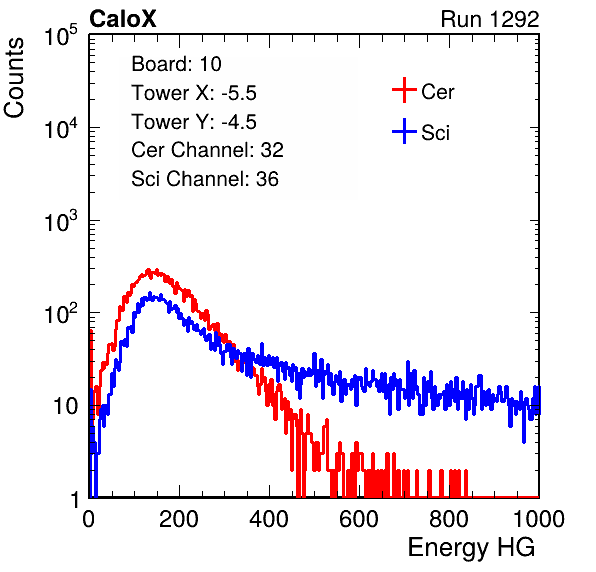 CaloX Run 1292
Counts
10^5
10^4
10^3
10^2
10
1
Board: 10
Tower X: -5.5
Tower Y: -4.5
Cer Channel: 32
Sci Channel: 36
Cer
Sci
0 200 400 600 800 1000
Energy HG